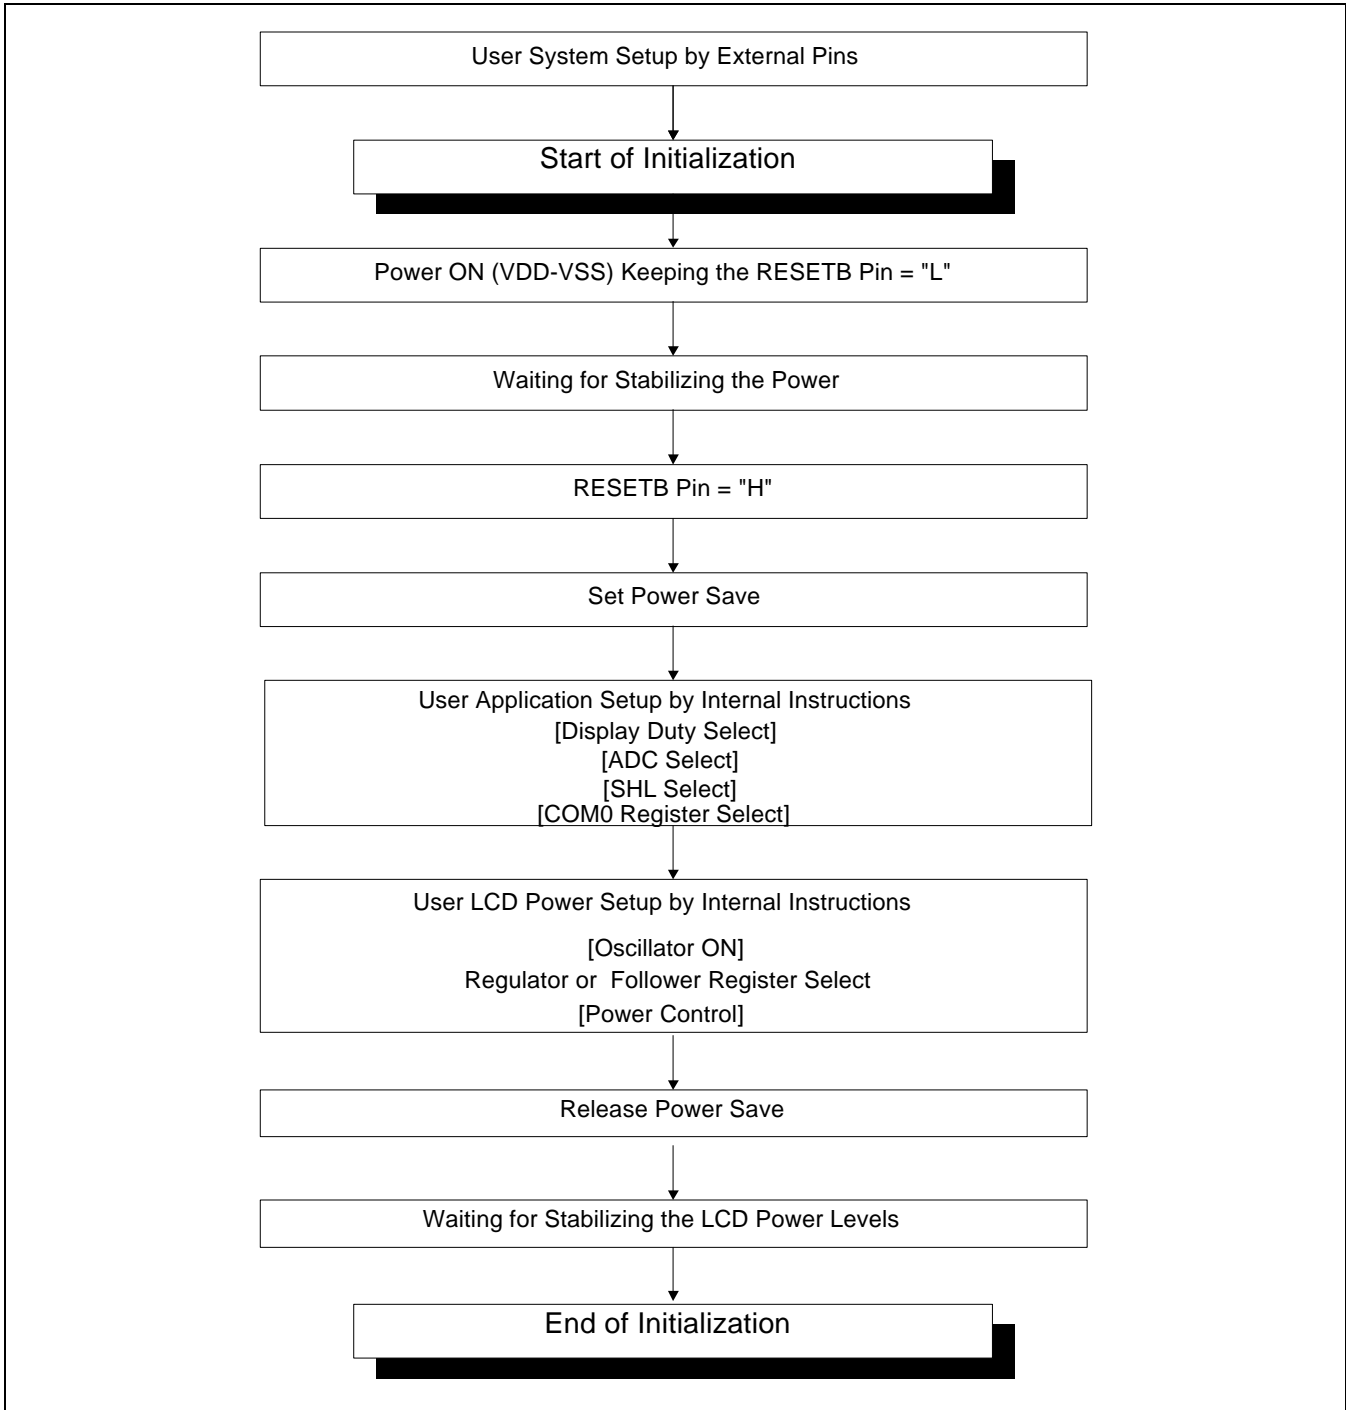 User System Setup by External Pins
Start of Initialization
Power ON (VDD-VSS) Keeping the RESETB Pin = "L"
Waiting for Stabilizing the Power
RESETB Pin = "H"
Set Power Save
User Application Setup by Internal Instructions
[Display Duty Select]
[ADC Select]
[SHL Select]
[COM0 Register Select]
User LCD Power Setup by Internal Instructions
[Oscillator ON]
Regulator or Follower Register Select
[Power Control]
Release Power Save
Waiting for Stabilizing the LCD Power Levels
End of Initialization